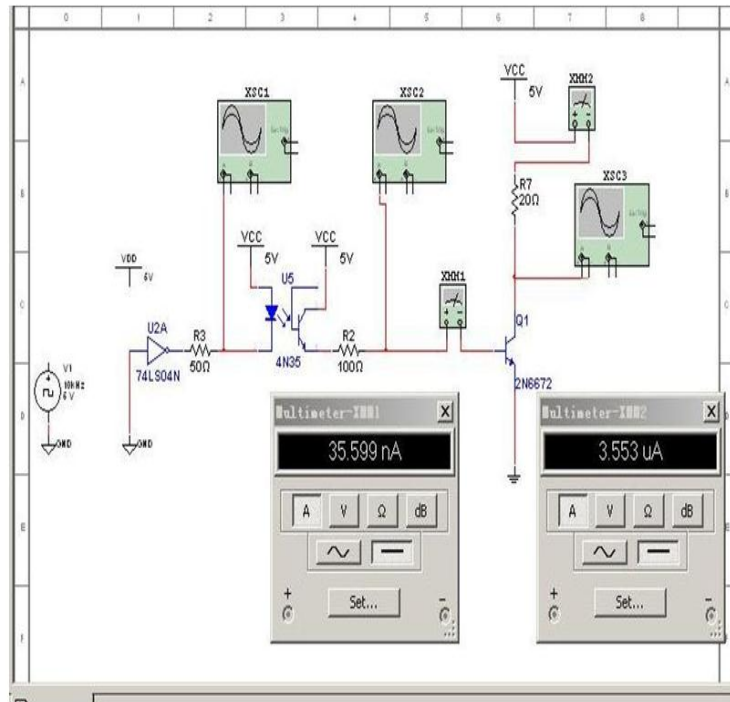 0 1 2 3 4 5 6 7 8
A
A
XSC1
XSC2
VCC
5V
XMM2
B
B
R7
20Ω
XSC3
VCC
5V
VCC
5V
U5
VDD
5V
C
C
XMM1
U2A
R3
50Ω
R2
100Ω
Q1
74LS04N
4N35
2N6672
V1
10kHz
5 V
D
D
GND
GND
Multimeter-XMM1
X
Multimeter-XMM2
X
35.599 nA
3.553 uA
A V Ω dB
A V Ω dB
E
E
+
Set...
-
+
Set...
-
F